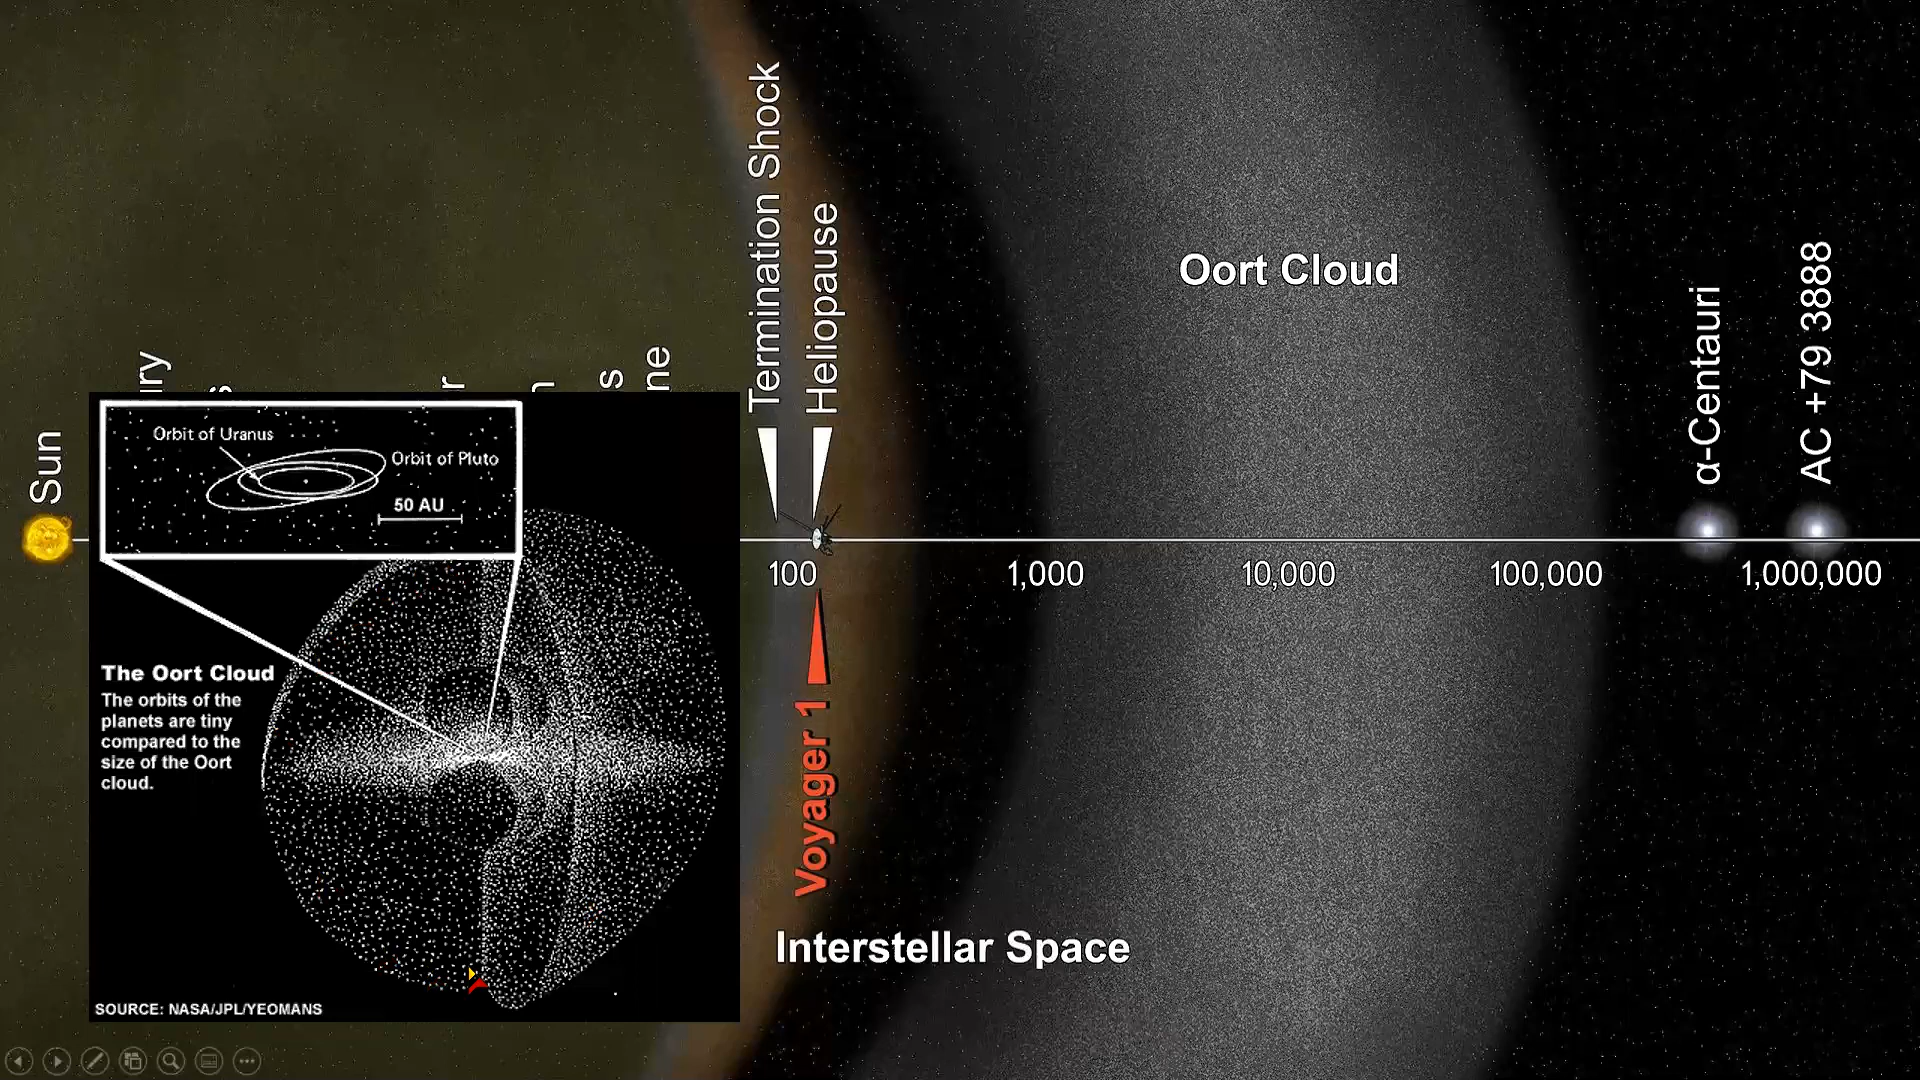 Termination Shock
Heliopause
Oort Cloud
α-Centauri
AC +79 3888
Sun
Orbit of Uranus
Orbit of Pluto
50 AU
100
1,000
10,000
100,000
1,000,000
The Oort Cloud
The orbits of the
planets are tiny
compared to the
size of the Oort
cloud.
Voyager 1
Interstellar Space
SOURCE: NASA/JPL/YEOMANS